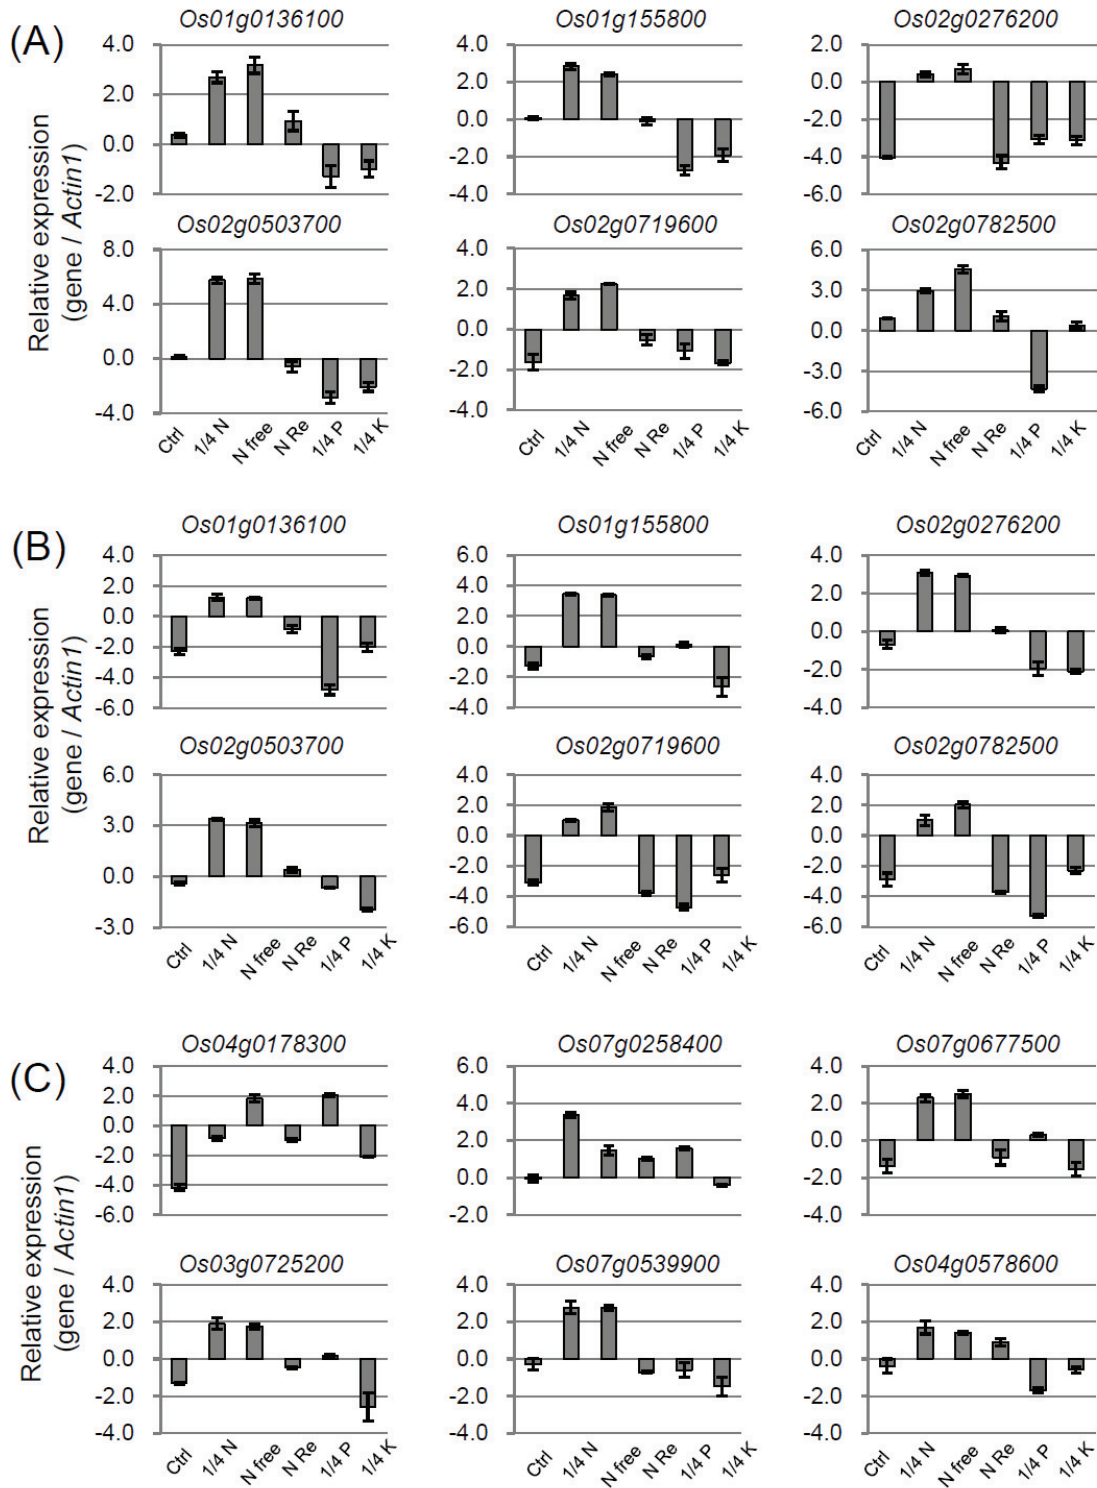 (A)
Relative expression
(gene / Actin1)
Os01g0136100
4.0
2.0
0.0
-2.0
Os01g155800
4.0
2.0
0.0
-2.0
-4.0
Os02g0276200
2.0
0.0
-2.0
-4.0
-6.0
Os02g0503700
8.0
4.0
0.0
-4.0
Ctrl 1/4 N N free N Re 1/4 P 1/4 K
Os02g0719600
4.0
2.0
0.0
-2.0
-4.0
Ctrl 1/4 N N free N Re 1/4 P 1/4 K
Os02g0782500
6.0
3.0
0.0
-3.0
-6.0
Ctrl 1/4 N N free N Re 1/4 P 1/4 K
(B)
Relative expression
(gene / Actin1)
Os01g0136100
4.0
2.0
0.0
-2.0
-4.0
-6.0
Os01g155800
6.0
4.0
2.0
0.0
-2.0
-4.0
Os02g0276200
4.0
2.0
0.0
-2.0
-4.0
Os02g0503700
6.0
3.0
0.0
-3.0
Ctrl 1/4 N N free N Re 1/4 P 1/4 K
Os02g0719600
4.0
2.0
0.0
-2.0
-4.0
-6.0
Ctrl 1/4 N N free N Re 1/4 P 1/4 K
Os02g0782500
4.0
2.0
0.0
-2.0
-4.0
-6.0
Ctrl 1/4 N N free N Re 1/4 P 1/4 K
(C)
Relative expression
(gene / Actin1)
Os04g0178300
4.0
2.0
0.0
-2.0
-4.0
-6.0
Os07g0258400
6.0
4.0
2.0
0.0
-2.0
Os07g0677500
4.0
2.0
0.0
-2.0
-4.0
Os03g0725200
4.0
2.0
0.0
-2.0
-4.0
Ctrl 1/4 N N free N Re 1/4 P 1/4 K
Os07g0539900
4.0
2.0
0.0
-2.0
-4.0
Ctrl 1/4 N N free N Re 1/4 P 1/4 K
Os04g0578600
4.0
2.0
0.0
-2.0
-4.0
Ctrl 1/4 N N free N Re 1/4 P 1/4 K